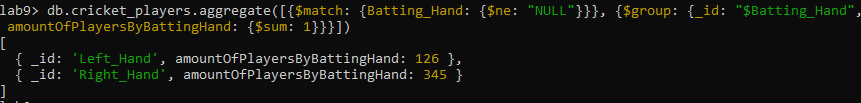 lab9> db.cricket_players.aggregate([{$match: {Batting_Hand: {$ne: "NULL"}}}, {$group: {_id: "$Batting_Hand",
amountOfPlayersByBattingHand: {$sum: 1}}}])
[
  { _id: 'Left_Hand', amountOfPlayersByBattingHand: 126 },
  { _id: 'Right_Hand', amountOfPlayersByBattingHand: 345 }
]